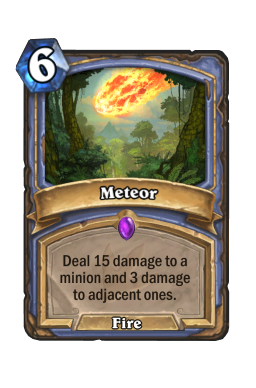 6
Meteor
Deal 15 damage to a
minion and 3 damage
to adjacent ones.
Fire